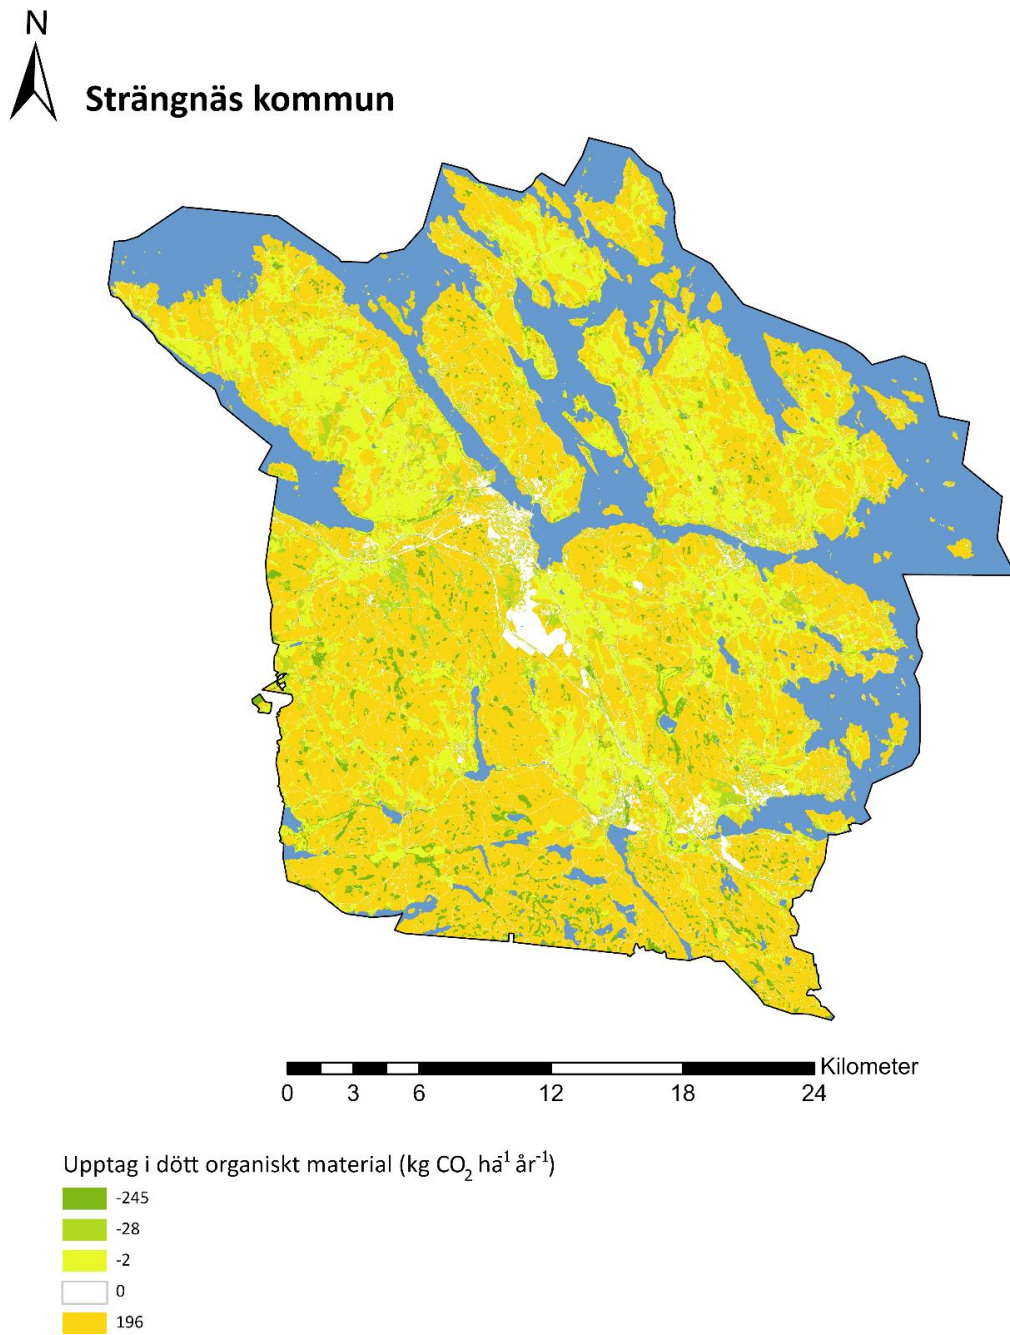 N
Strängnäs kommun
Kilometer
0 3 6 12 18 24
Upptag i dött organiskt material (kg CO₂ ha⁻¹ år⁻¹)
-245
-28
-2
0
196